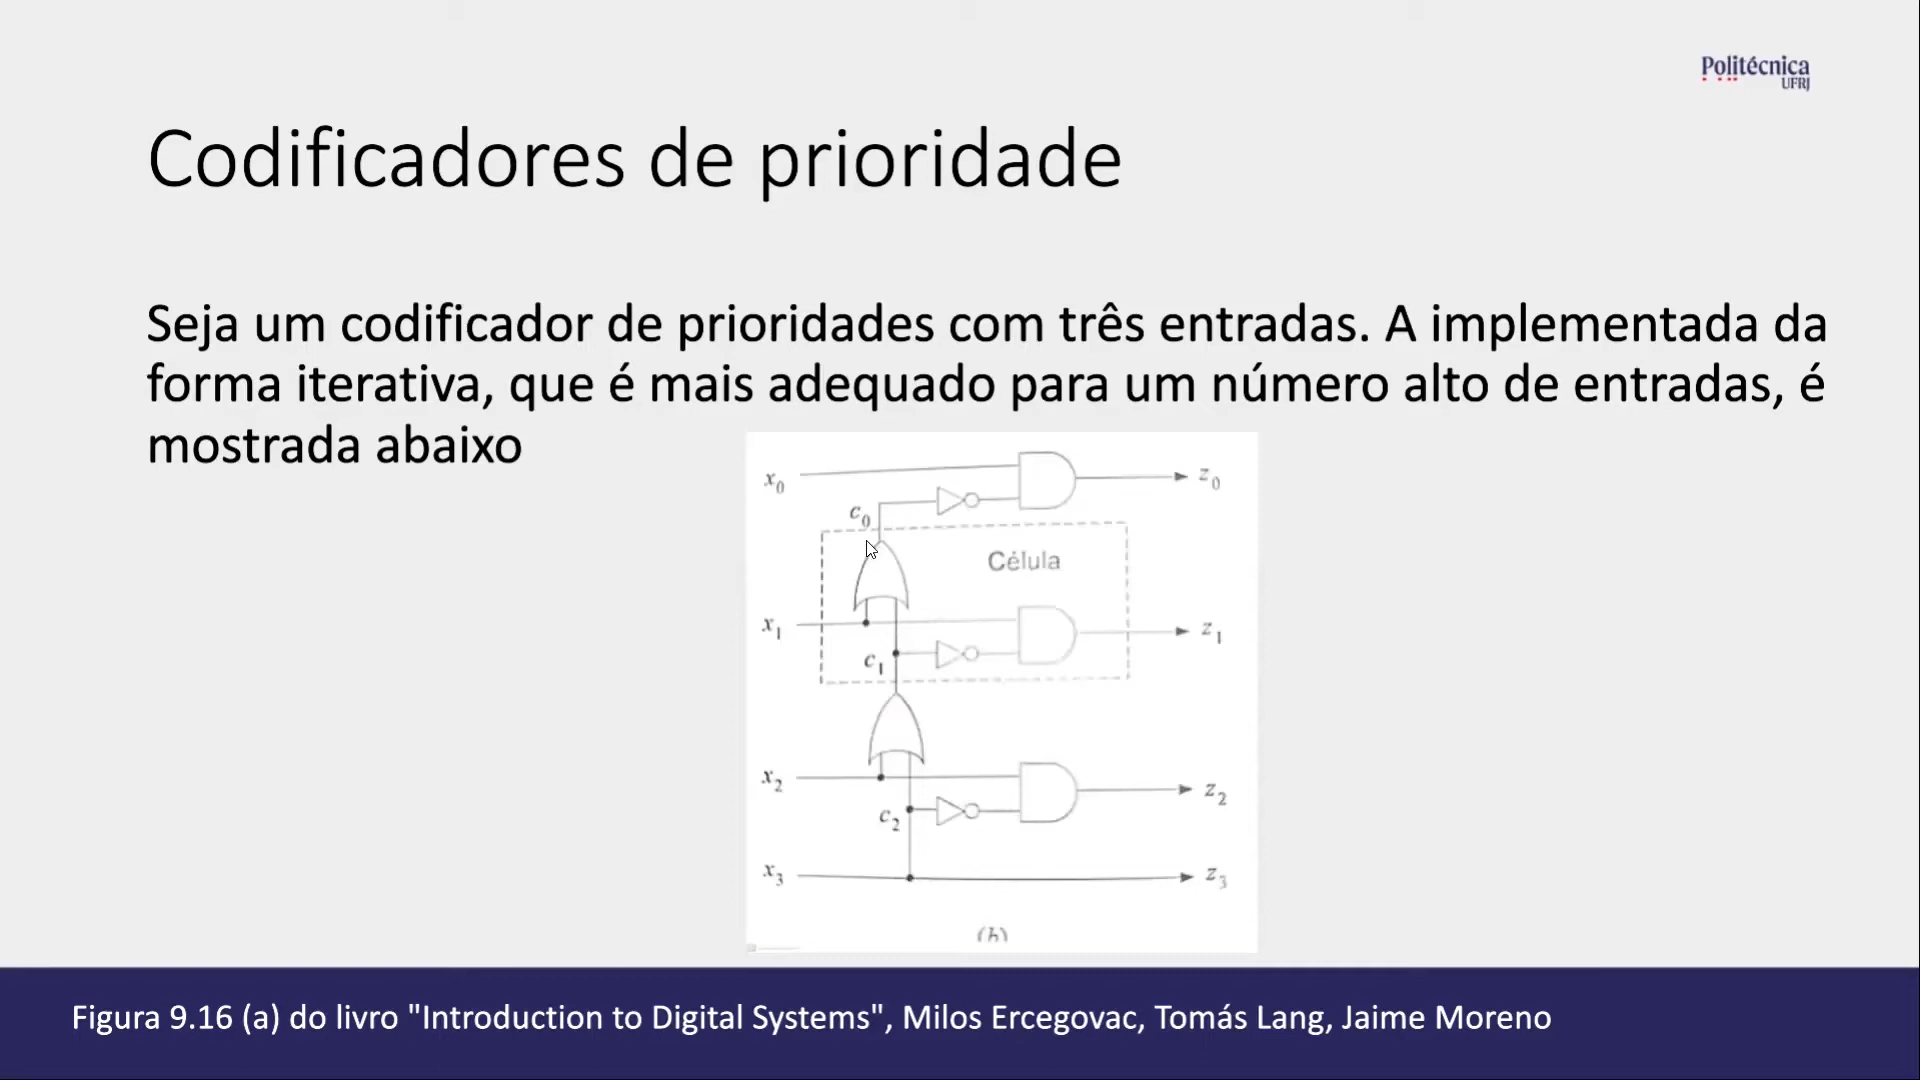 Politécnica
UFRJ
Codificadores de prioridade
Seja um codificador de prioridades com três entradas. A implementada da
forma iterativa, que é mais adequado para um número alto de entradas, é
mostrada abaixo
x0
z0
c0
Célula
x1
z1
c1
x2
z2
c2
x3
z3
(b)
Figura 9.16 (a) do livro "Introduction to Digital Systems", Milos Ercegovac, Tomás Lang, Jaime Moreno